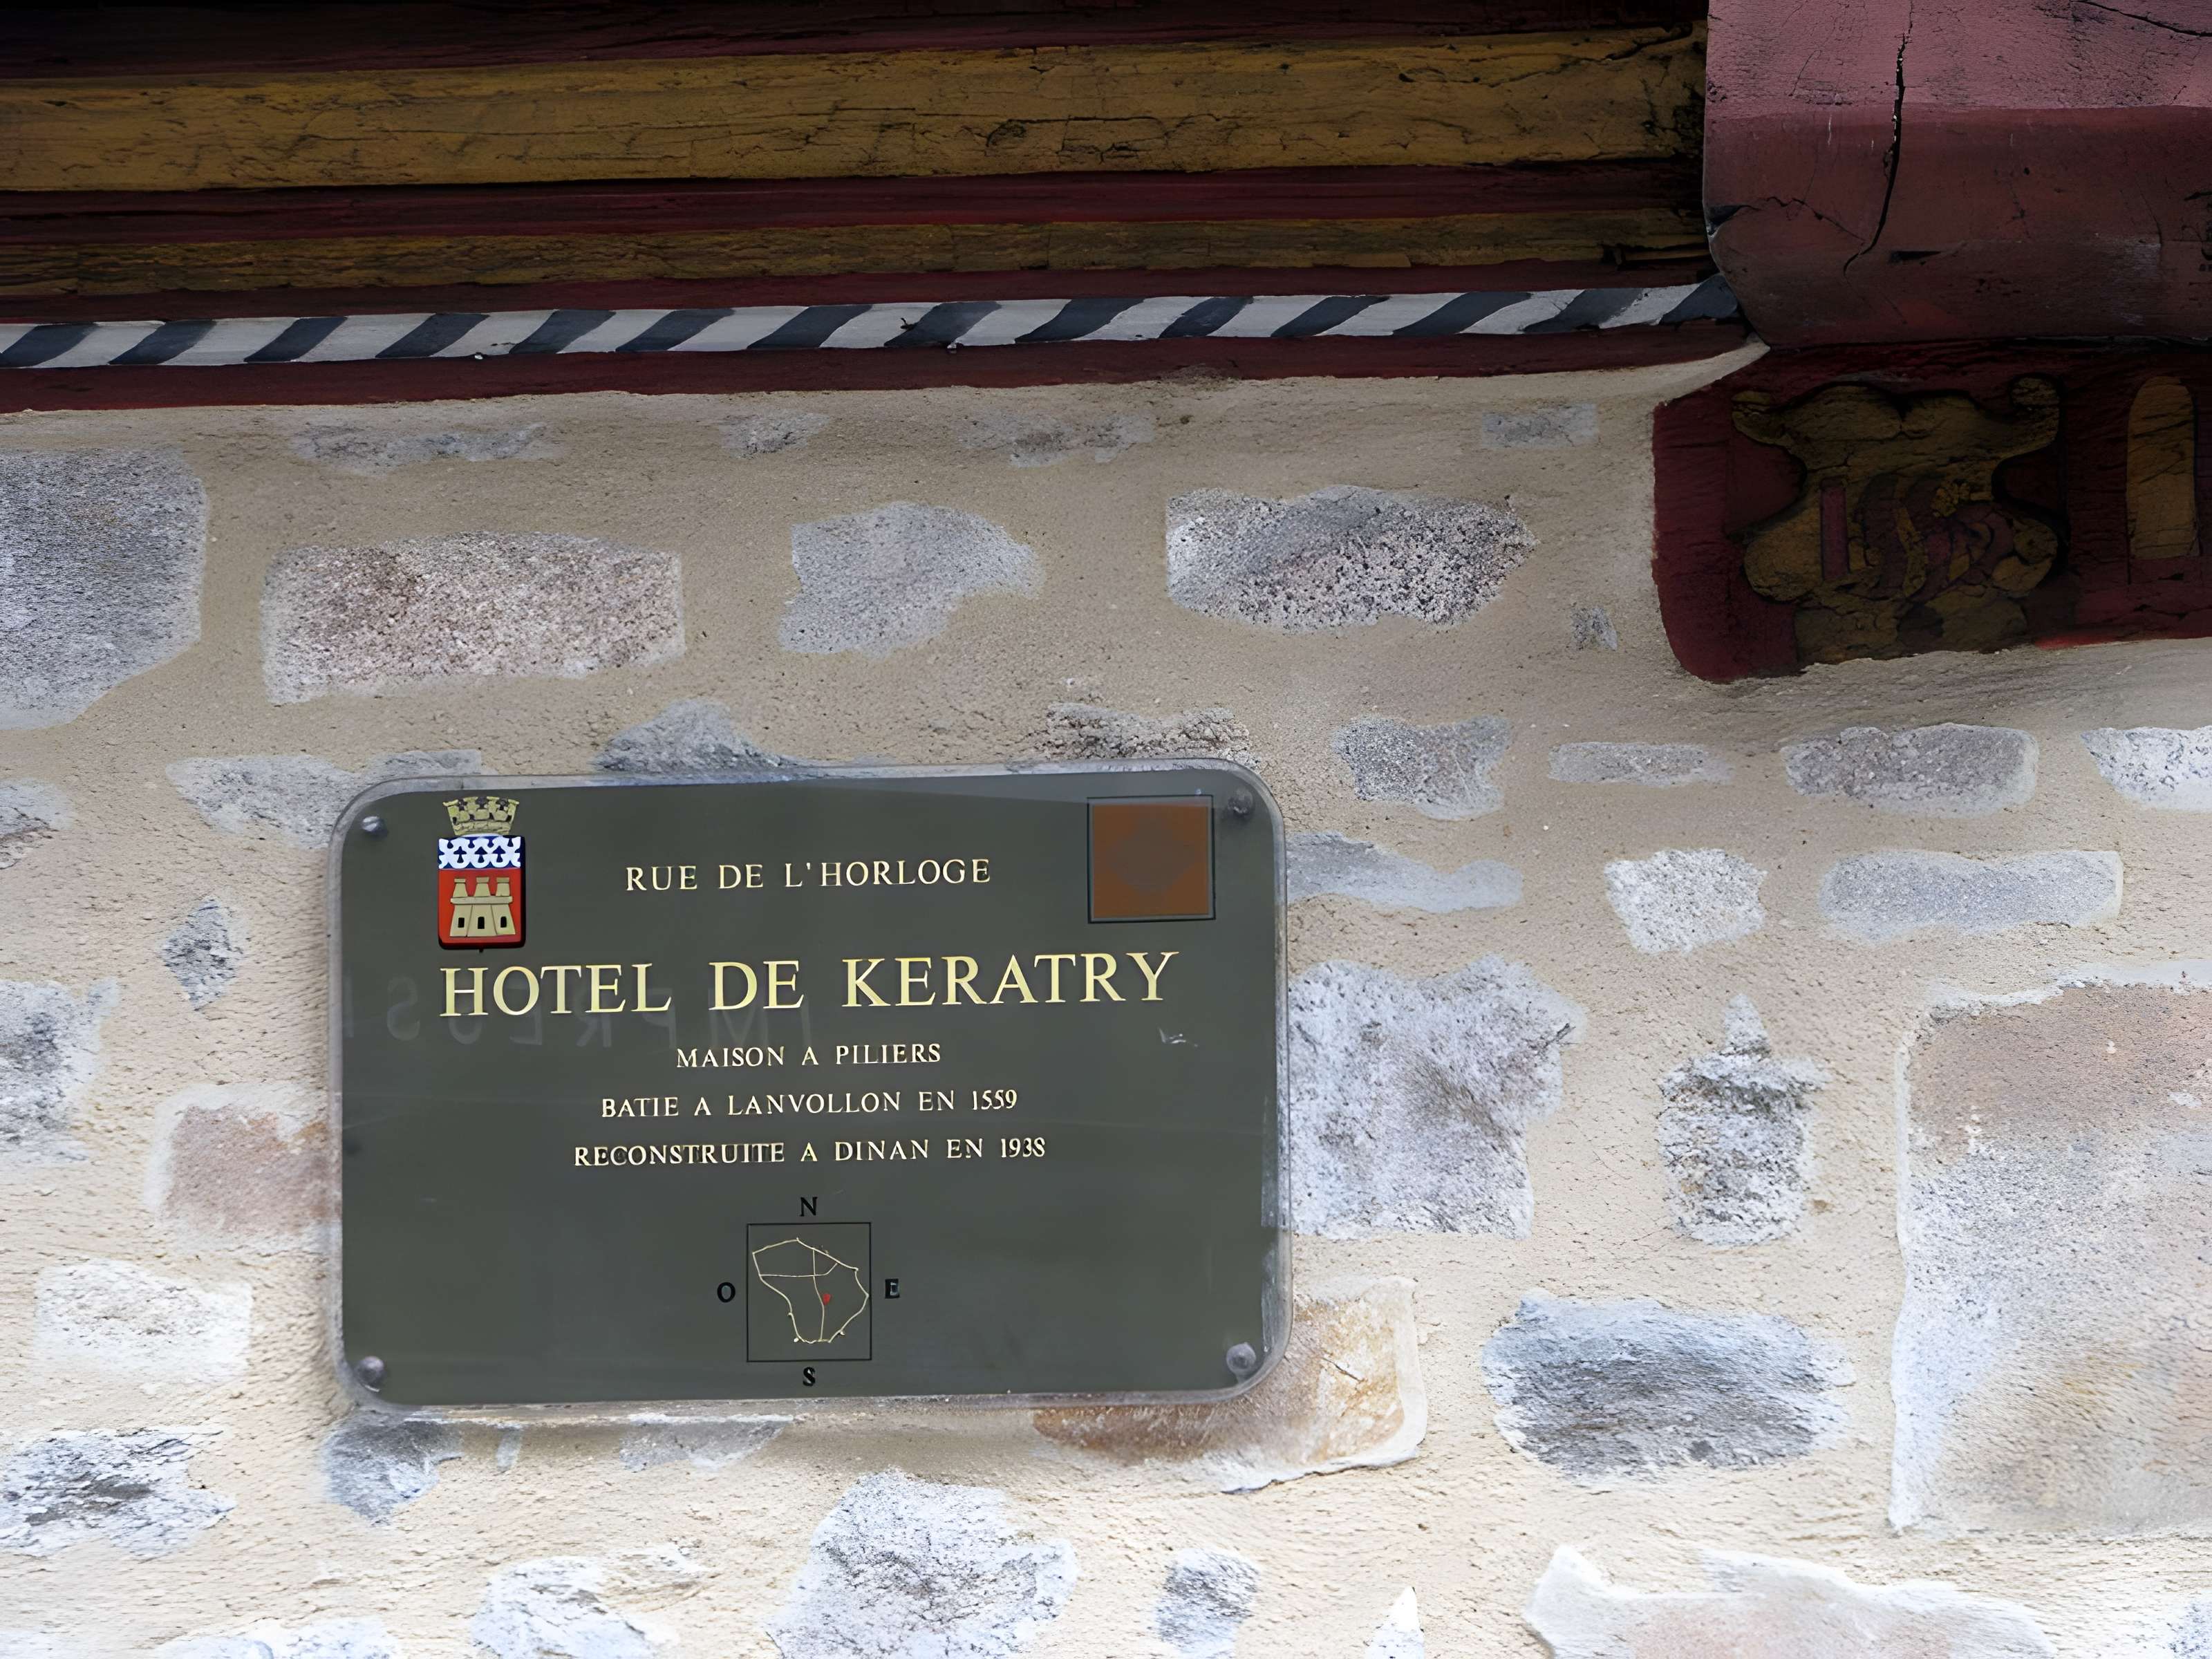 RUE DE L'HORLOGE
HOTEL DE KERATRY
MAISON A PILIERS
BATIE A LANVOLLON EN 1559
RECONSTRUITE A DINAN EN 1938
N
O E
S